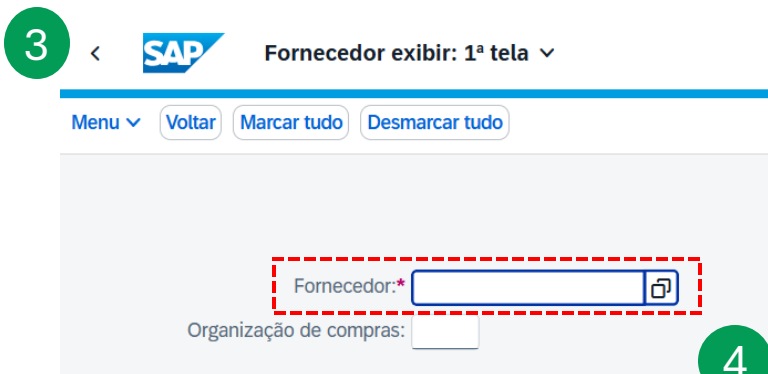 3
SAP Fornecedor exibir: 1ª tela
Menu Voltar Marcar tudo Desmarcar tudo
Fornecedor:*
Organização de compras:
4